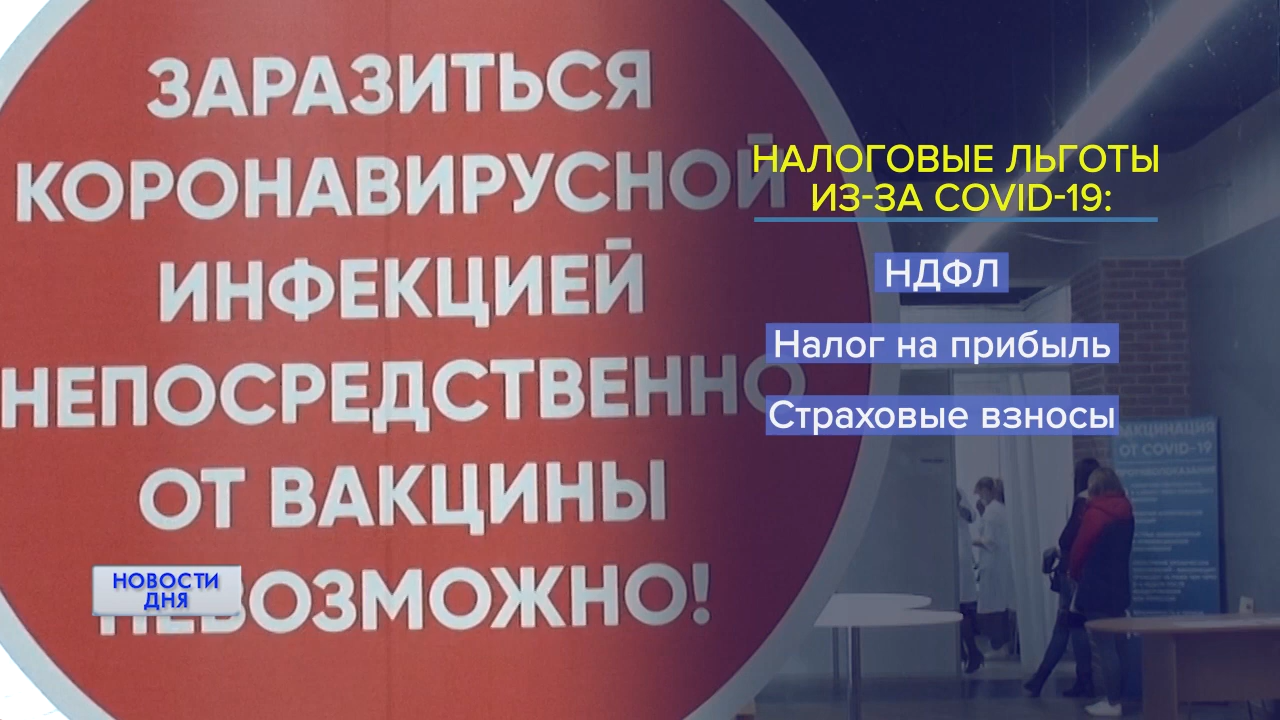 ЗАРАЗИТЬСЯ
КОРОНАВИРУСНОЙ
ИНФЕКЦИЕЙ
НЕПОСРЕДСТВЕННО
ОТ ВАКЦИНЫ
НЕВОЗМОЖНО!
НАЛОГОВЫЕ ЛЬГОТЫ
ИЗ-ЗА COVID-19:
НДФЛ
Налог на прибыль
Страховые взносы
ВАКЦИНАЦИЯ
ОТ COVID-19
НОВОСТИ
ДНЯ